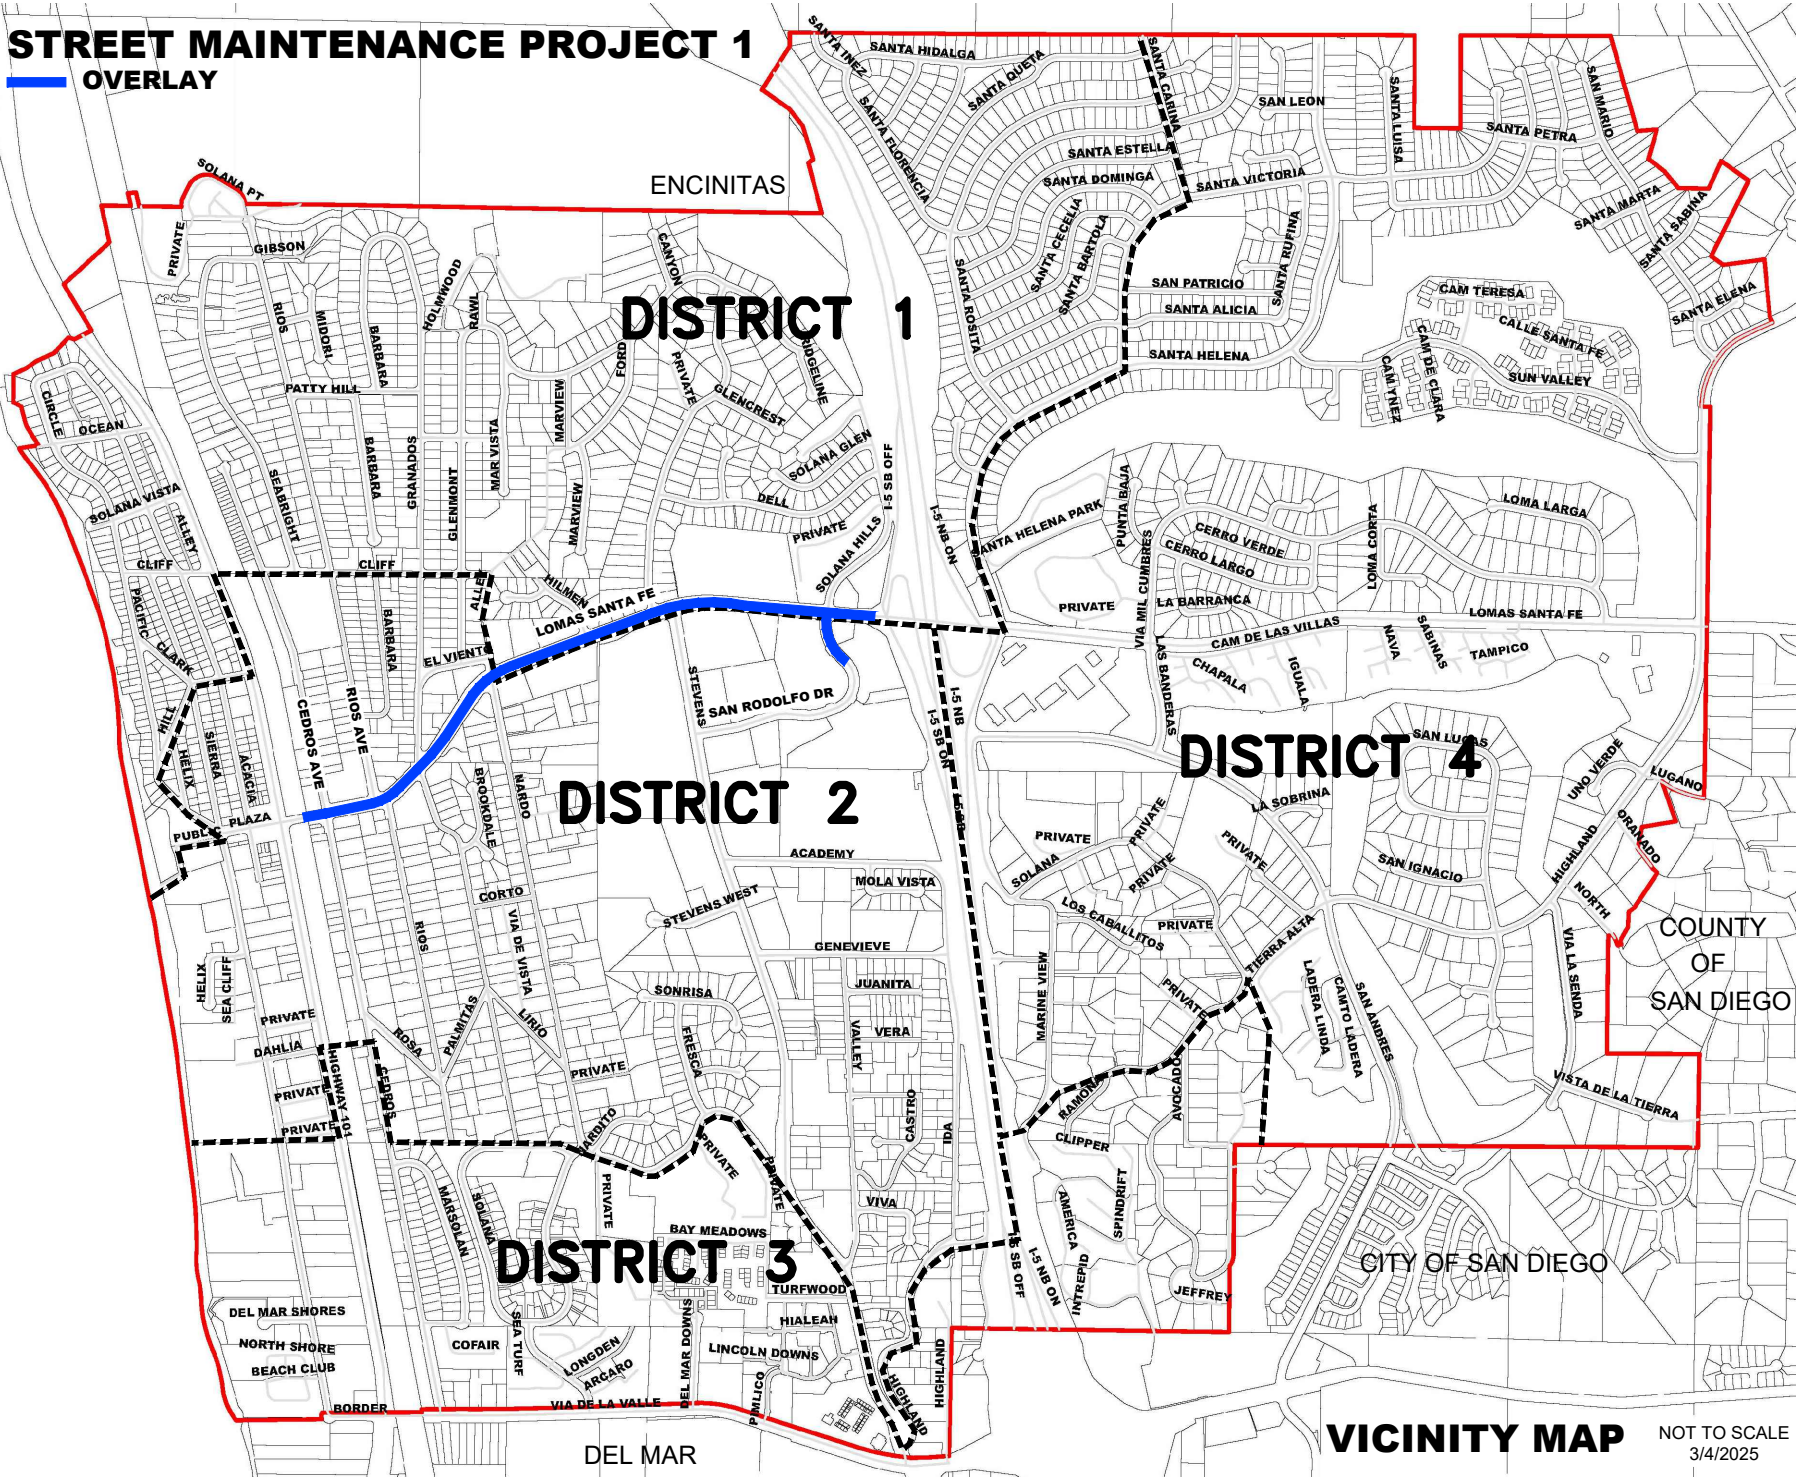 STREET MAINTENANCE PROJECT 1
OVERLAY
SANTA INEZ
SANTA HIDALGA
SANTA QUETA
SANTA CARINA
SAN LEON
SANTA LUISA
SAN MARIO
SANTA PETRA
SANTA FLORENCIA
SANTA ESTELLA
SANTA DOMINGA
SANTA VICTORIA
SOLANA PT
ENCINITAS
SANTA MARTA
SANTA SABINA
SANTA CECELIA
SANTA BARTOLA
SANTA RUFINA
PRIVATE
GIBSON
CANYON
HOLMWOOD
RAWL
SANTA ROSITA
SAN PATRICIO
SANTA ALICIA
SANTA HELENA
CAM TERESA
CALLE SANTA FE
SANTA ELENA
RIOS
MIDORI
BARBARA
DISTRICT 1
FORD
PRIVATE
RIDGELINE
CAM YNEZ
CAM DE CLARA
SUN VALLEY
CIRCLE
OCEAN
PATTY HILL
MARVIEW
GLENCREST
BARBARA
GRANADOS
GLENMONT
MAR VISTA
SOLANA GLEN
I-5 SB OFF
SEABRIGHT
SOLANA VISTA
ALLEY
MARVIEW
DELL
PRIVATE
SOLANA HILLS
I-5 NB ON
SANTA HELENA PARK
PUNTA BAJA
VIA MIL CUMBRES
CERRO VERDE
CERRO LARGO
LOMA CORTA
LOMA LARGA
CLIFF
CLIFF
ALLEY
HILMEN
LOMAS SANTA FE
PRIVATE
LA BARRANCA
LOMAS SANTA FE
PACIFIC
CLARK
BARBARA
EL VIENTO
CAM DE LAS VILLAS
NAVA
SABINAS
TAMPICO
LAS BANDERAS
CHAPALA
IGUALA
STEVENS
SAN RODOLFO DR
I-5 NB
I-5 SB ON
HILL
HELIX
SIERRA
ACACIA
CEDROS AVE
RIOS AVE
DISTRICT 4
SAN LUCAS
UNO VERDE
LUGANO
BROOKDALE
NARDO
DISTRICT 2
LA SOBRINA
ORANADO
PUBLIC
PLAZA
PRIVATE
PRIVATE
PRIVATE
PRIVATE
SOLANA
ACADEMY
MOLA VISTA
SAN IGNACIO
HIGHLAND
NORTH
CORTO
STEVENS WEST
LOS CABALLITOS
PRIVATE
COUNTY
OF
SAN DIEGO
RIOS
VIA DE VISTA
GENEVIEVE
TIERRA ALTA
VIA LA SENDA
HELIX
SEA CLIFF
SONRISA
JUANITA
MARINE VIEW
PRIVATE
LADERA LINDA
CAMTO LADERA
SAN ANDRES
PRIVATE
DAHLIA
PRIVATE
PRIVATE
HIGHWAY 101
CEDROS
ROSA
PALMITAS
LIRIO
PRIVATE
FRESCA
VALLEY
VERA
CASTRO
IDA
RAMONA
AVOCADO
VISTA DE LA TIERRA
CLIPPER
NARDITO
PRIVATE
PRIVATE
PRIVATE
MARSOLAN
SOLANA
VIVA
AMERICA
SPINDRIFT
BAY MEADOWS
DISTRICT 3
TURFWOOD
I-5 SB OFF
I-5 NB ON
INTREPID
JEFFREY
CITY OF SAN DIEGO
DEL MAR SHORES
NORTH SHORE
BEACH CLUB
COFAIR
SEA TURF
LONGDEN
ARCARO
DEL MAR DOWNS
HIALEAH
LINCOLN DOWNS
PIMLICO
HIGHLAND
HIGHLAND
BORDER
VIA DE LA VALLE
DEL MAR
VICINITY MAP
NOT TO SCALE
3/4/2025